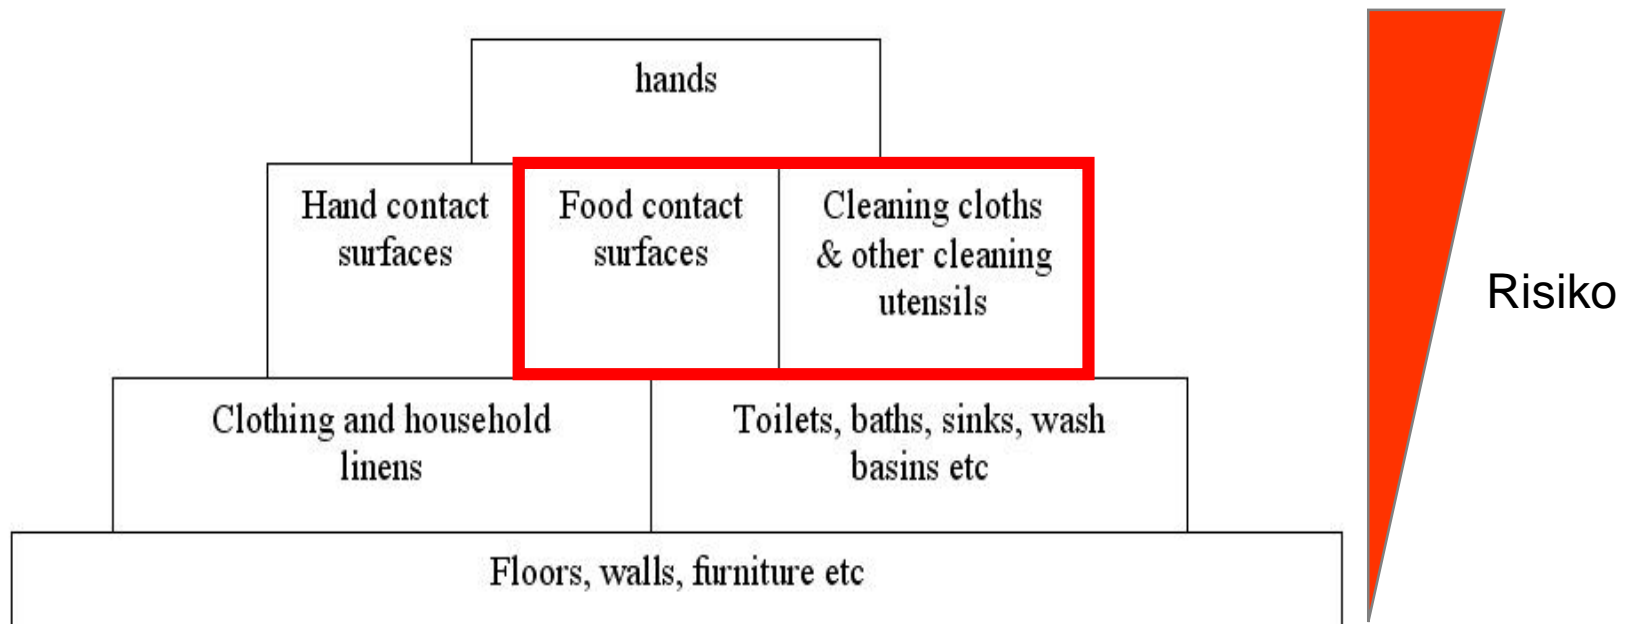 hands
Hand contact
surfaces
Food contact
surfaces
Cleaning cloths
& other cleaning
utensils
Risiko
Clothing and household
linens
Toilets, baths, sinks, wash
basins etc
Floors, walls, furniture etc